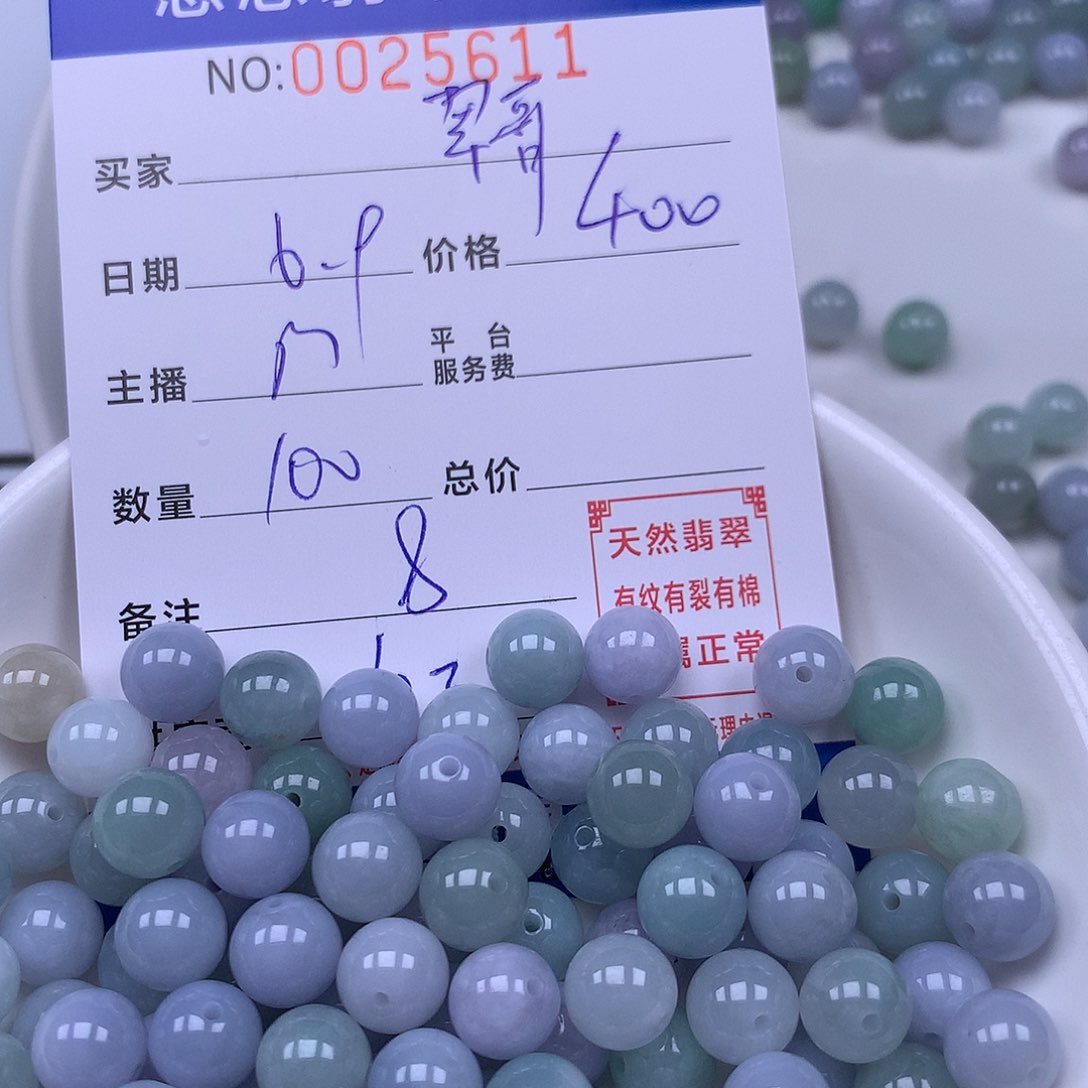 NO:0025611
买家 翠哥
日期 6-9 价格 400
主播
平 台
服务费
数量 100 总价
备注 8
天然翡翠
有纹有裂有棉
属正常